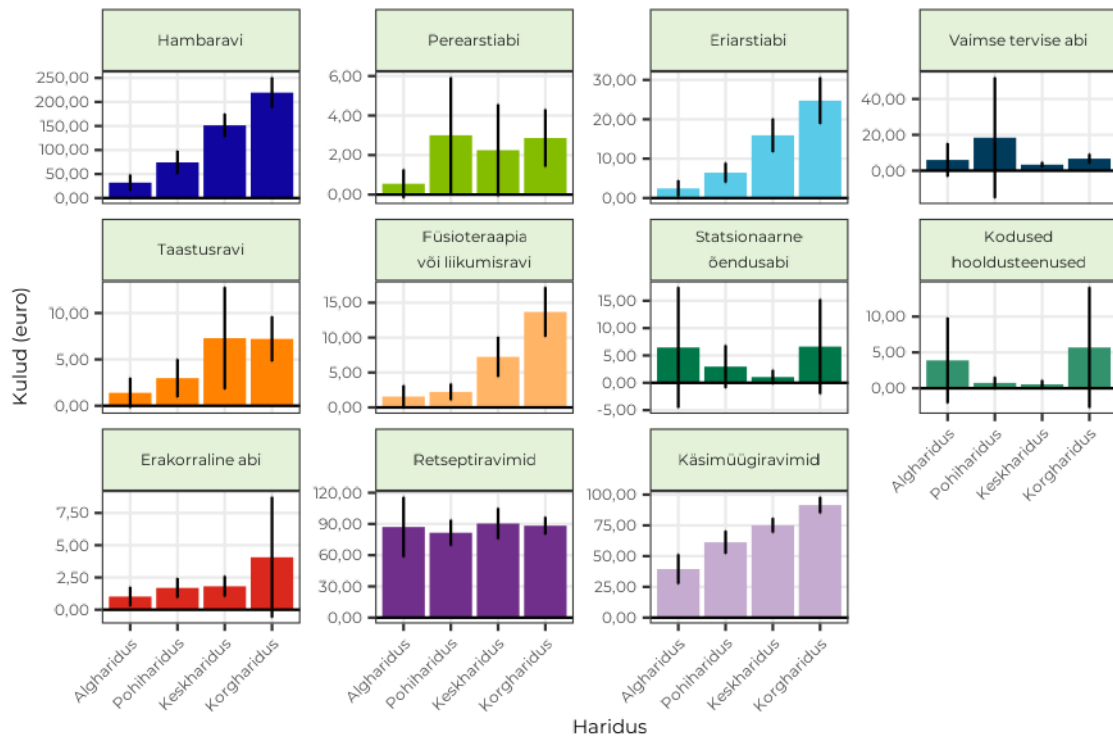 Hambaravi
Perearstiabi
Eriarstiabi
Vaimse tervise abi
250,00
200,00
150,00
100,00
50,00
0,00
6,00
4,00
2,00
0,00
30,00
20,00
10,00
0,00
40,00
20,00
0,00
Taastusravi
Füsioteraapia
või liikumisravi
Statsionaarne
õendusabi
Kodused
hooldusteenused
10,00
5,00
0,00
15,00
10,00
5,00
0,00
15,00
10,00
5,00
0,00
-5,00
10,00
5,00
0,00
Algharidus
Pohiharidus
Keskharidus
Korgharidus
Erakorraline abi
Retseptiravimid
Käsimüügiravimid
7,50
5,00
2,50
0,00
120,00
90,00
60,00
30,00
0,00
100,00
75,00
50,00
25,00
0,00
Algharidus
Pohiharidus
Keskharidus
Korgharidus
Algharidus
Pohiharidus
Keskharidus
Korgharidus
Algharidus
Pohiharidus
Keskharidus
Korgharidus
Kulud (euro)
Haridus